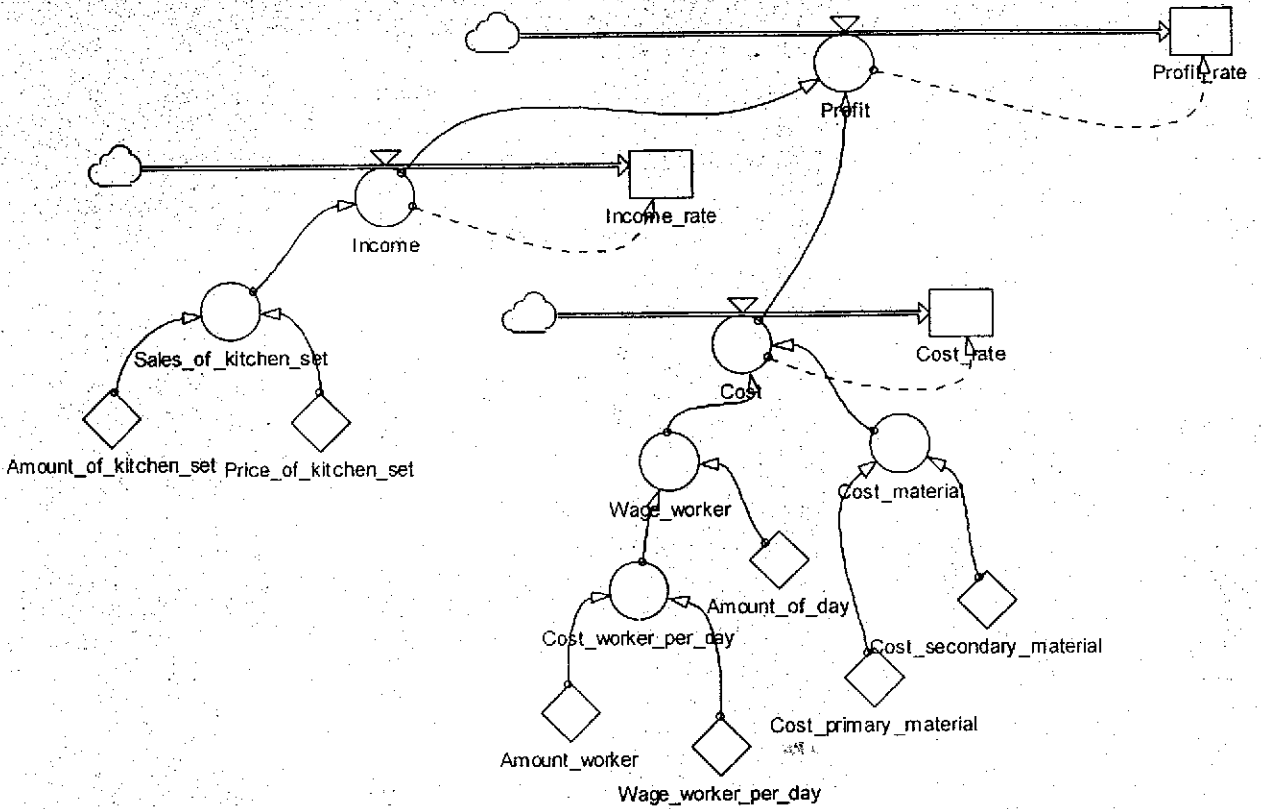 Profit_rate
Profit
Income_rate
Income
Sales_of_kitchen_set
Cost_rate
Cost
Amount_of_kitchen_set
Price_of_kitchen_set
Cost_material
Wage_worker
Amount_of_day
Cost_worker_per_day
Cost_secondary_material
Cost_primary_material
Amount_worker
Wage_worker_per_day